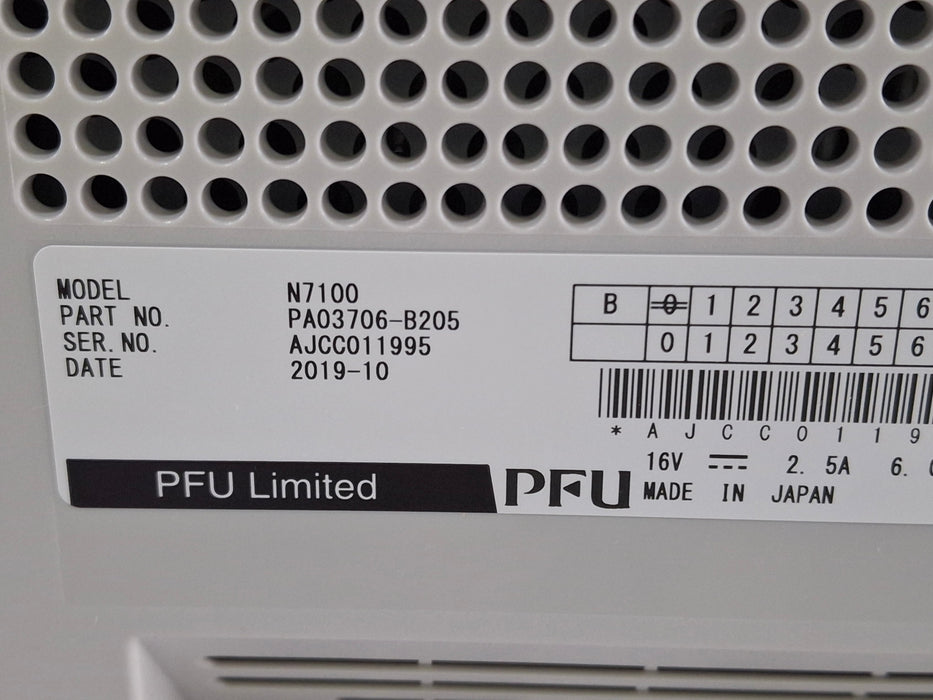 MODEL N7100
PART NO. PA03706-B205
SER. NO. AJCC011995
DATE 2019-10
B 0 1 2 3 4 5 6
0 1 2 3 4 5 6
* A J C C 0 1 1 9
16V ⎓ 2. 5A 6.
PFU Limited PFU MADE IN JAPAN